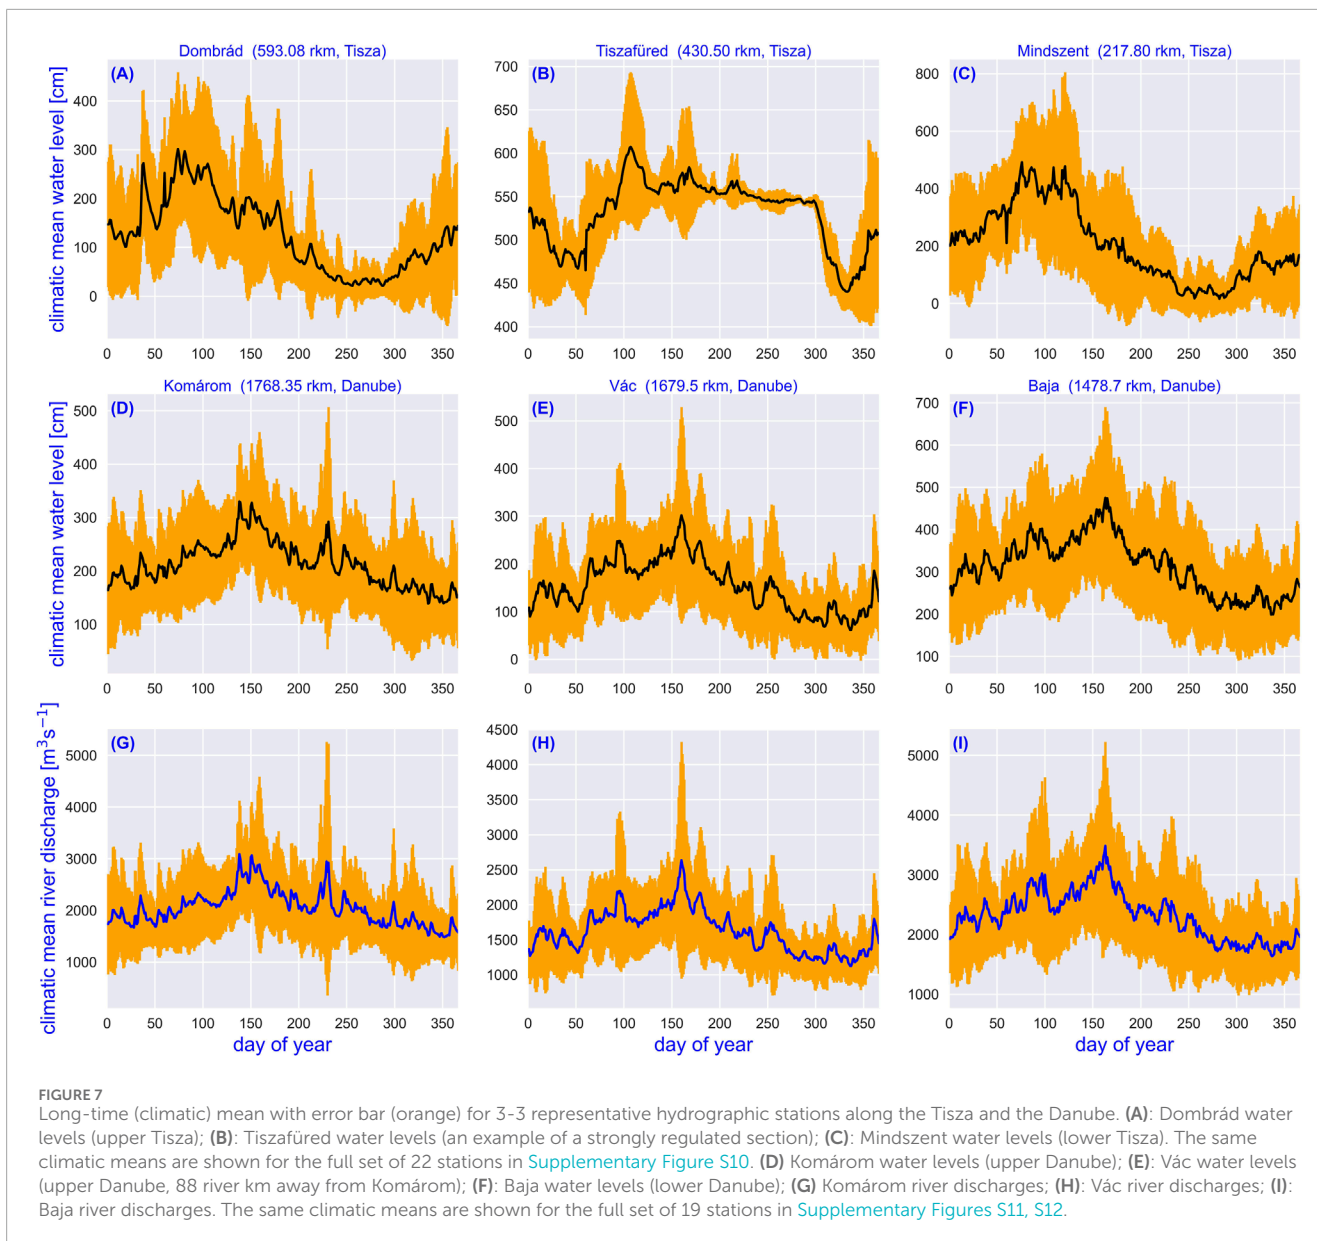 Dombrád (593.08 rkm, Tisza)
Tiszafüred (430.50 rkm, Tisza)
Mindszent (217.80 rkm, Tisza)
climatic mean water level [cm]
(A)
400
300
200
100
0
0 50 100 150 200 250 300 350
(B)
700
650
600
550
500
450
400
0 50 100 150 200 250 300 350
(C)
800
600
400
200
0
0 50 100 150 200 250 300 350
Komárom (1768.35 rkm, Danube)
Vác (1679.5 rkm, Danube)
Baja (1478.7 rkm, Danube)
climatic mean water level [cm]
(D)
500
400
300
200
100
0 50 100 150 200 250 300 350
(E)
500
400
300
200
100
0
0 50 100 150 200 250 300 350
(F)
700
600
500
400
300
200
100
0 50 100 150 200 250 300 350
climatic mean river discharge [m³s⁻¹]
(G)
5000
4000
3000
2000
1000
0 50 100 150 200 250 300 350
day of year
(H)
4500
4000
3500
3000
2500
2000
1500
1000
0 50 100 150 200 250 300 350
day of year
(I)
5000
4000
3000
2000
1000
0 50 100 150 200 250 300 350
day of year
FIGURE 7
Long-time (climatic) mean with error bar (orange) for 3-3 representative hydrographic stations along the Tisza and the Danube. (A): Dombrád water
levels (upper Tisza); (B): Tiszafüred water levels (an example of a strongly regulated section); (C): Mindszent water levels (lower Tisza). The same
climatic means are shown for the full set of 22 stations in Supplementary Figure S10. (D) Komárom water levels (upper Danube); (E): Vác water levels
(upper Danube, 88 river km away from Komárom); (F): Baja water levels (lower Danube); (G) Komárom river discharges; (H): Vác river discharges; (I):
Baja river discharges. The same climatic means are shown for the full set of 19 stations in Supplementary Figures S11, S12.